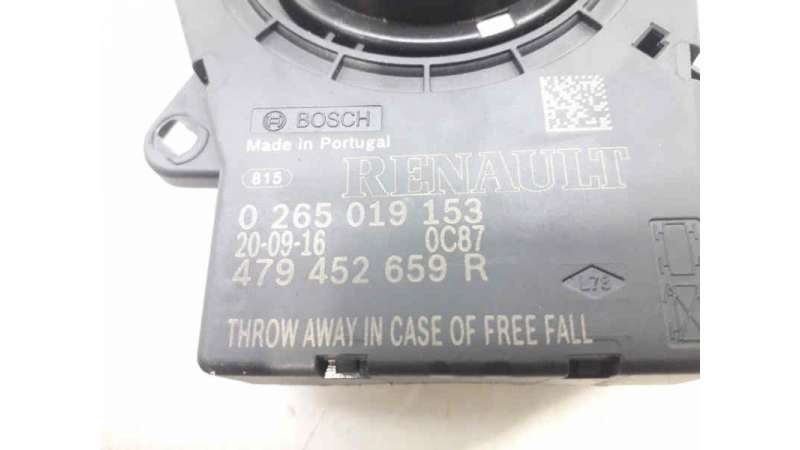 BOSCH
Made in Portugal
815
RENAULT
0 265 019 153
20-09-16 0C87
479 452 659 R
L78
THROW AWAY IN CASE OF FREE FALL